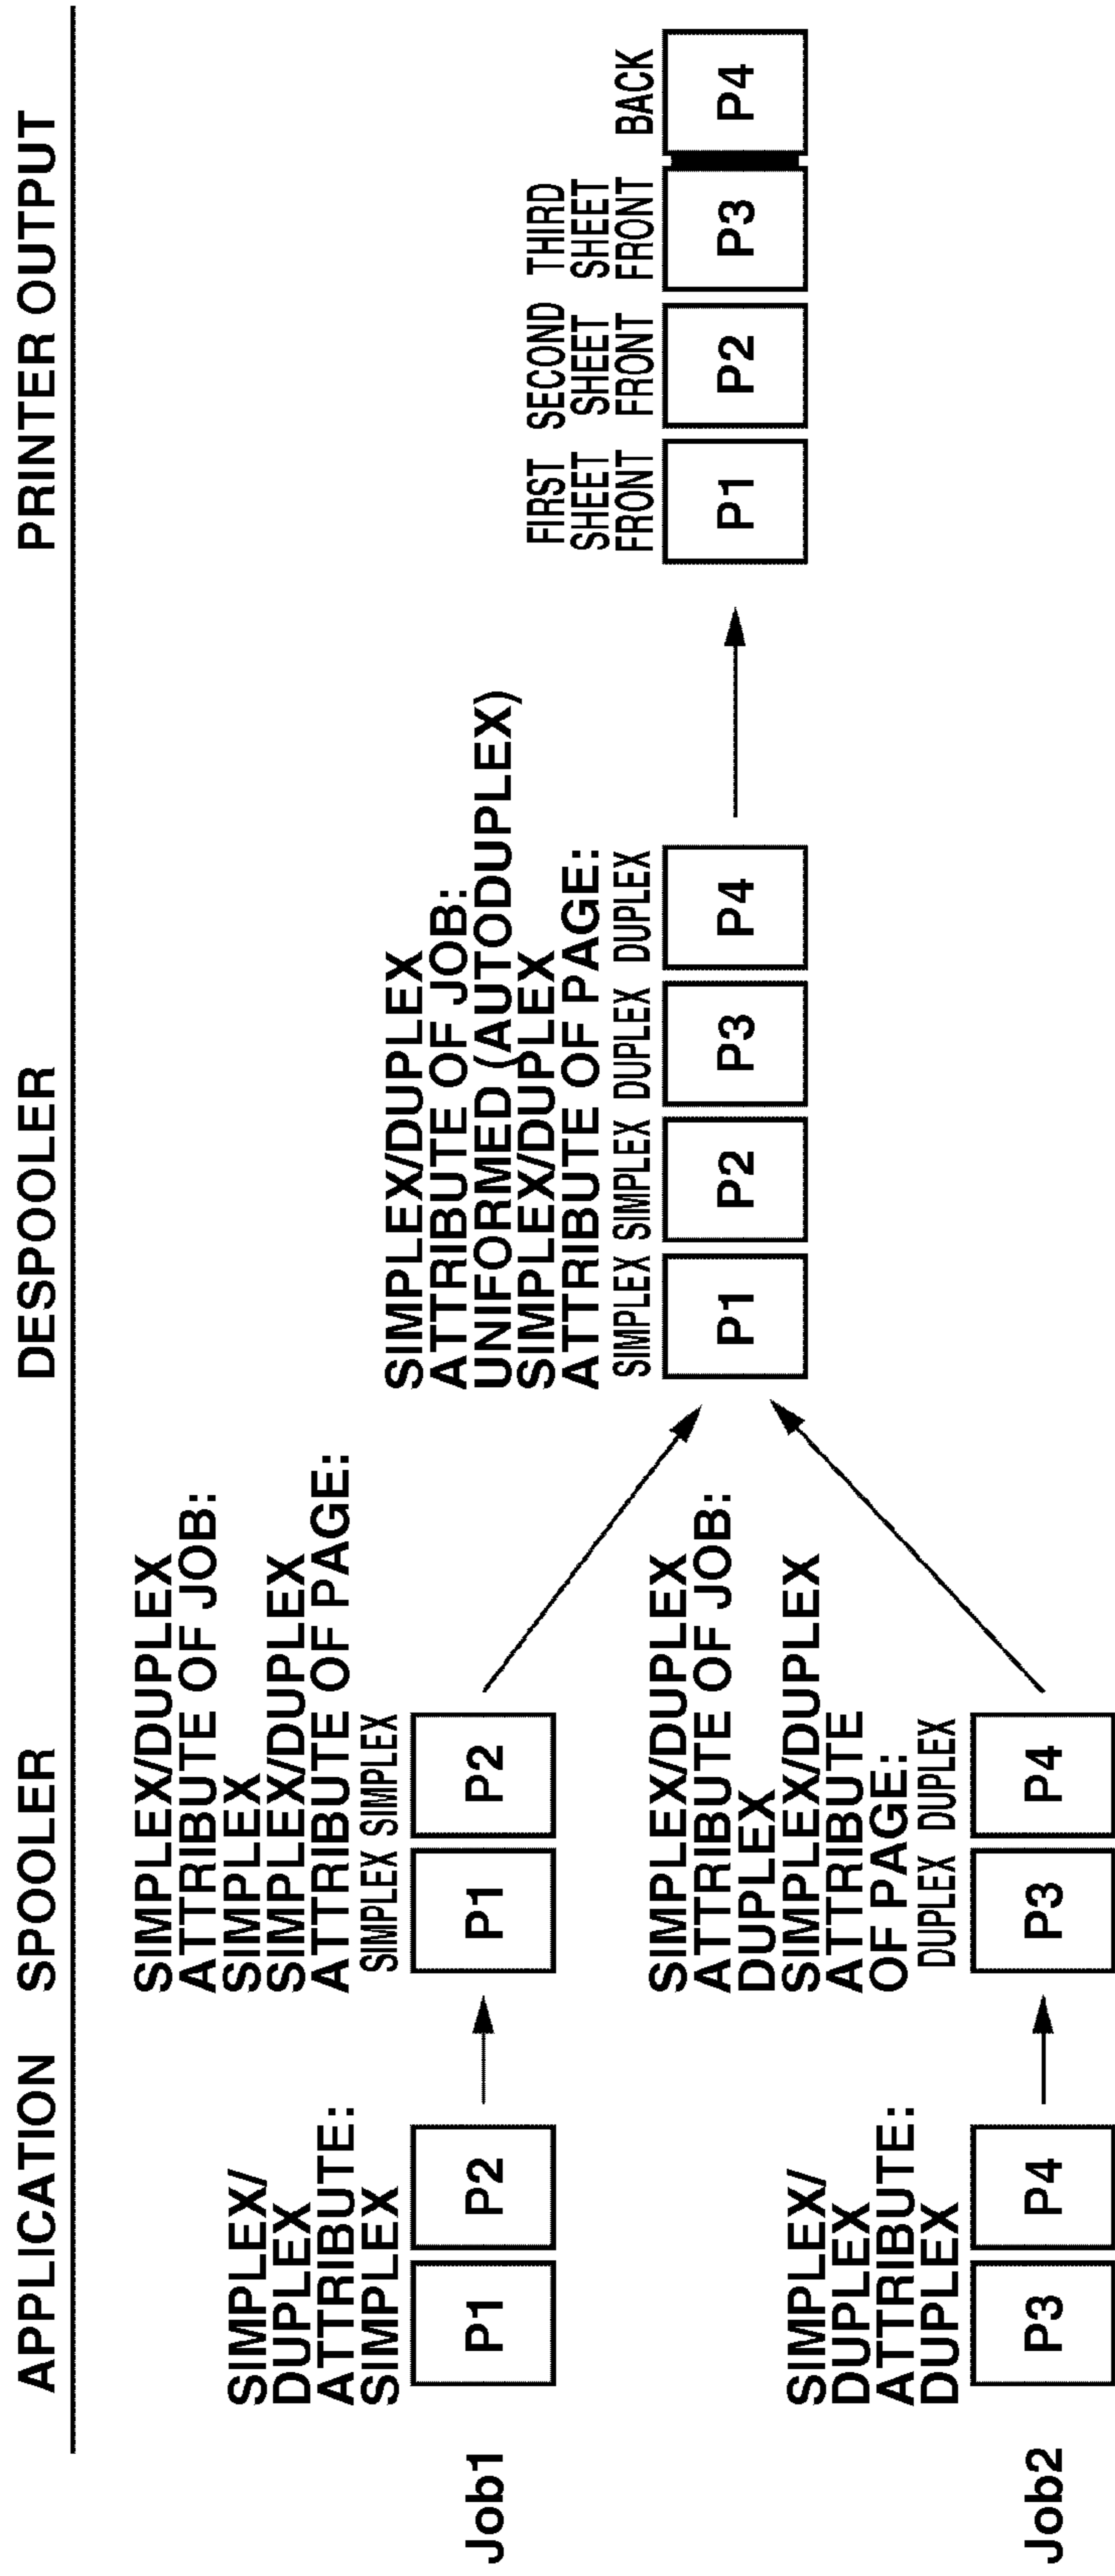 APPLICATION SPOOLER DESPOOLER PRINTER OUTPUT
Job1
SIMPLEX/
DUPLEX
ATTRIBUTE:
SIMPLEX
P1 P2
SIMPLEX/DUPLEX
ATTRIBUTE OF JOB:
SIMPLEX
SIMPLEX/DUPLEX
ATTRIBUTE OF PAGE:
SIMPLEX SIMPLEX
P1 P2
Job2
SIMPLEX/
DUPLEX
ATTRIBUTE:
DUPLEX
P3 P4
SIMPLEX/DUPLEX
ATTRIBUTE OF JOB:
DUPLEX
SIMPLEX/DUPLEX
ATTRIBUTE
OF PAGE:
DUPLEX DUPLEX
P3 P4
SIMPLEX/DUPLEX
ATTRIBUTE OF JOB:
UNIFORMED (AUTODUPLEX)
SIMPLEX/DUPLEX
ATTRIBUTE OF PAGE:
SIMPLEX SIMPLEX DUPLEX DUPLEX
P1 P2 P3 P4
FIRST SECOND THIRD
SHEET SHEET SHEET
FRONT FRONT FRONT BACK
P1 P2 P3 P4